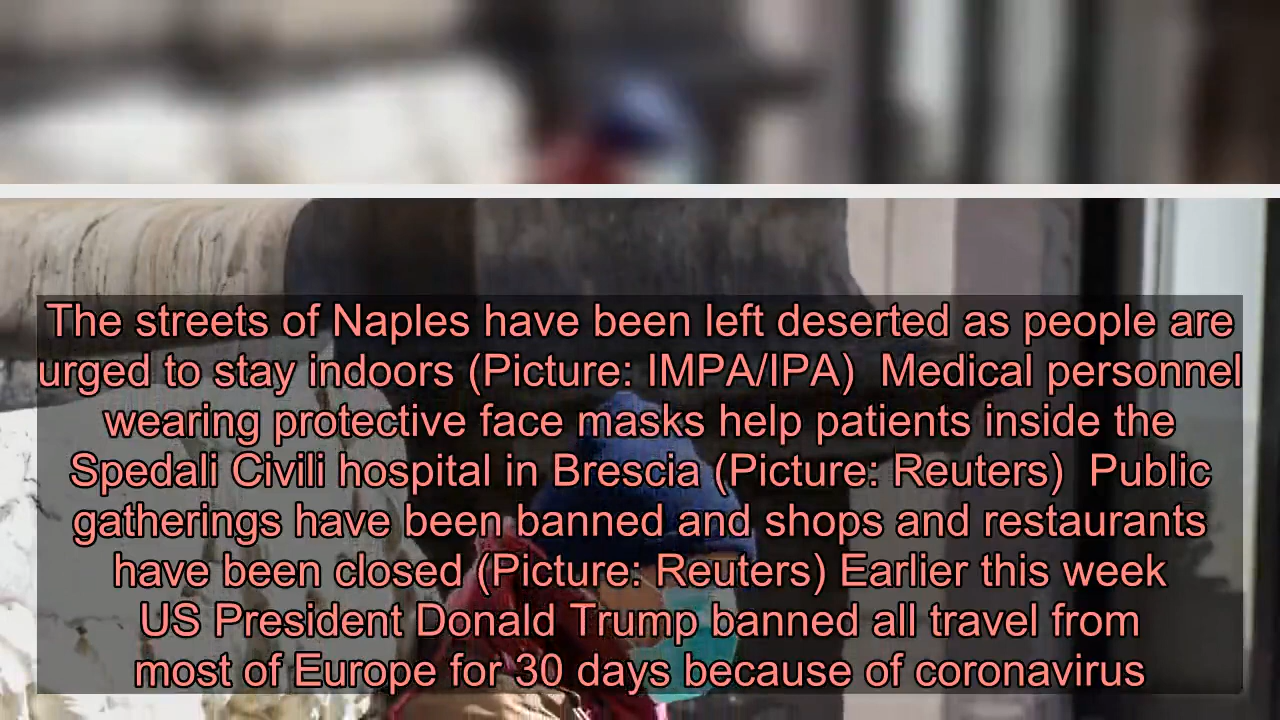 The streets of Naples have been left deserted as people are
urged to stay indoors (Picture: IMPA/IPA)  Medical personnel
wearing protective face masks help patients inside the
Spedali Civili hospital in Brescia (Picture: Reuters)  Public
gatherings have been banned and shops and restaurants
have been closed (Picture: Reuters) Earlier this week
US President Donald Trump banned all travel from
most of Europe for 30 days because of coronavirus